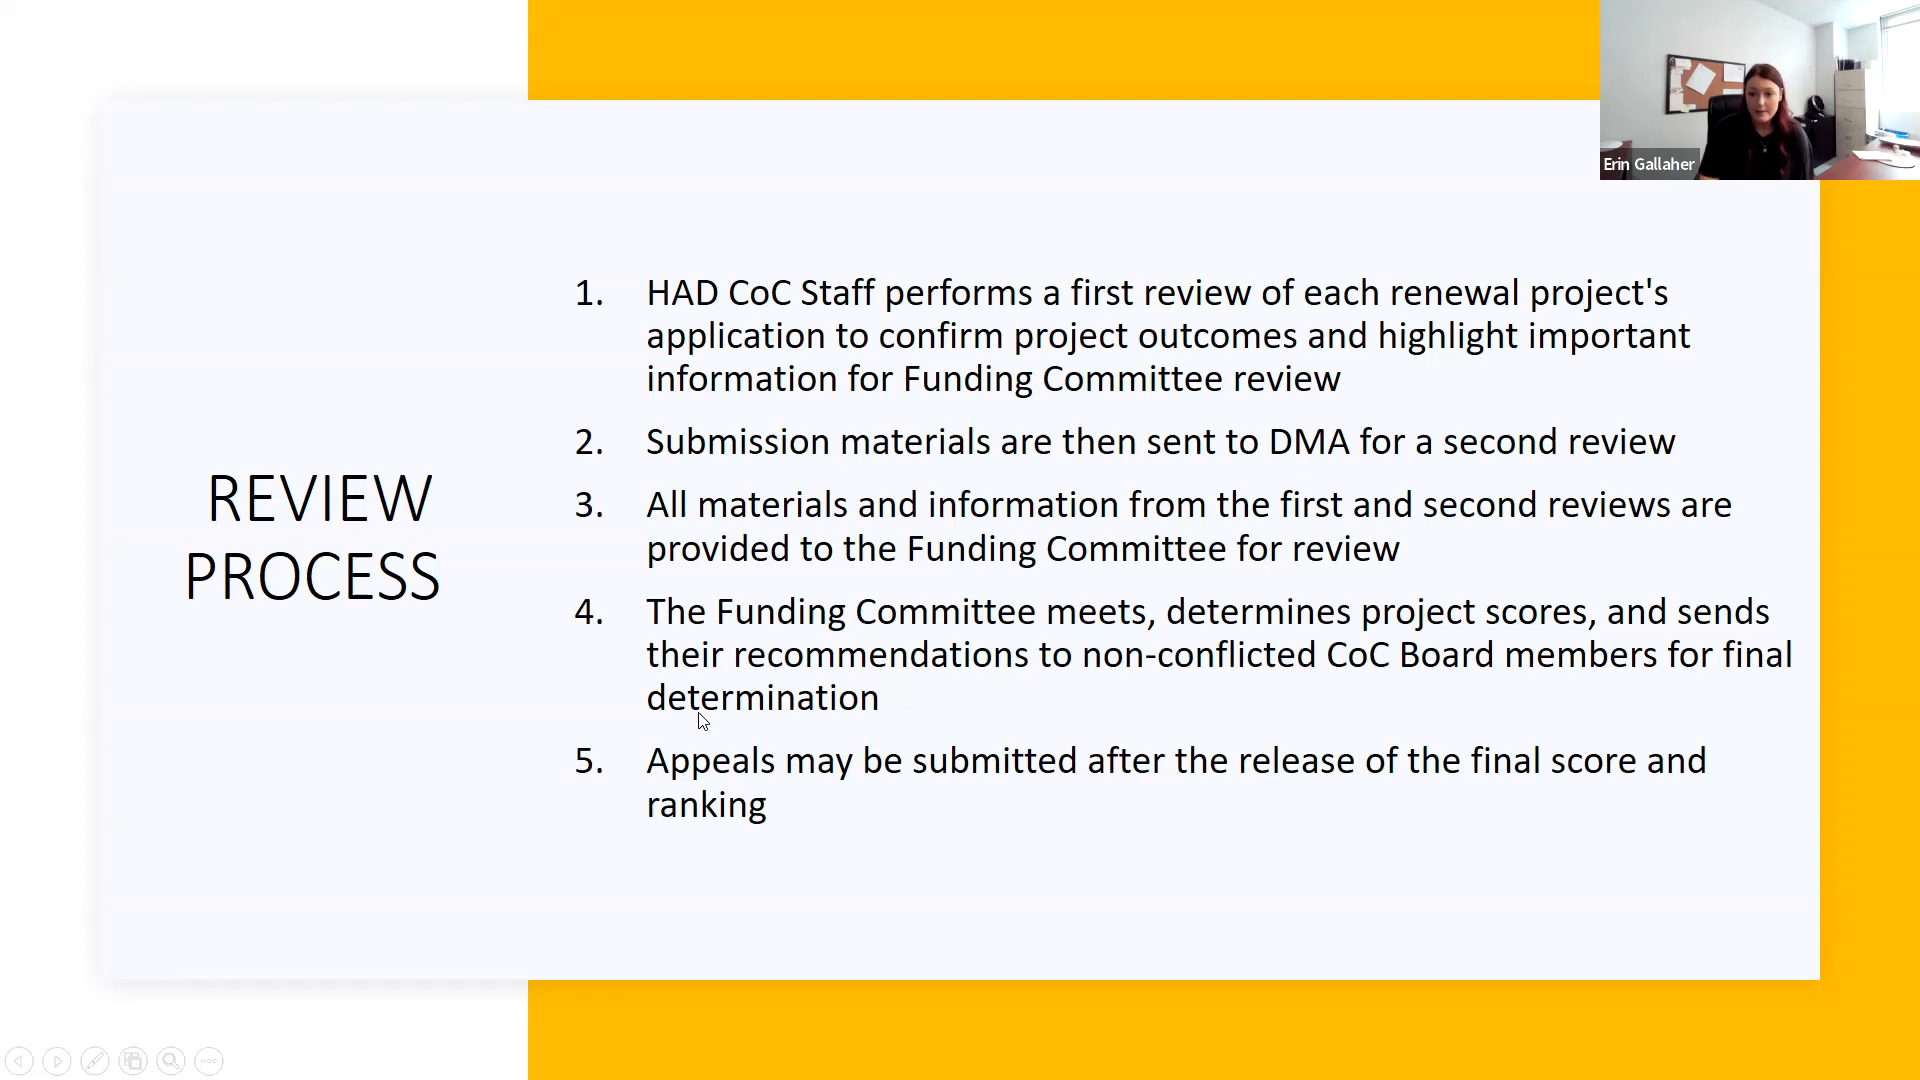 Erin Gallaher
REVIEW
PROCESS
1. HAD CoC Staff performs a first review of each renewal project's
application to confirm project outcomes and highlight important
information for Funding Committee review
2. Submission materials are then sent to DMA for a second review
3. All materials and information from the first and second reviews are
provided to the Funding Committee for review
4. The Funding Committee meets, determines project scores, and sends
their recommendations to non-conflicted CoC Board members for final
determination
5. Appeals may be submitted after the release of the final score and
ranking